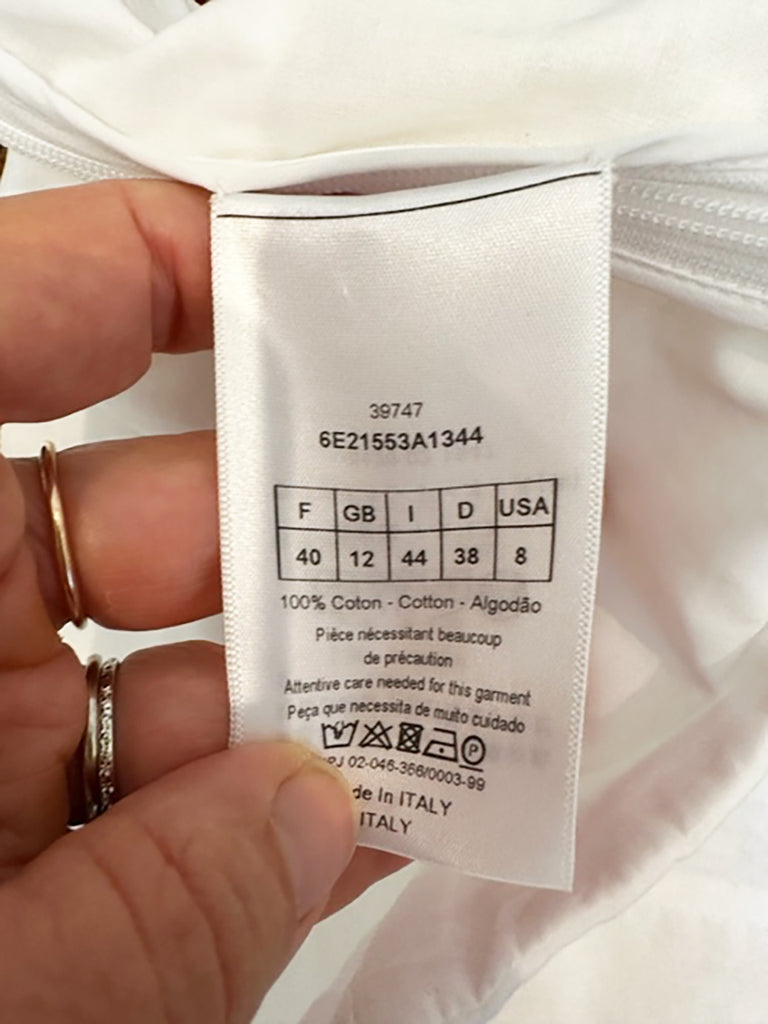 39747
6E21553A1344
F GB I D USA
40 12 44 38 8
100% Coton - Cotton - Algodão
Pièce nécessitant beaucoup
de précaution
Attentive care needed for this garment
Peça que necessita de muito cuidado
P
PJ 02-046-366/0003-99
de In ITALY
ITALY